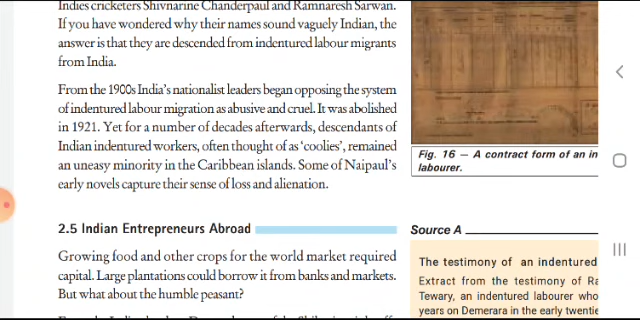 Indies cricketers Shivnarine Chanderpaul and Ramnaresh Sarwan.
If you have wondered why their names sound vaguely Indian, the
answer is that they are descended from indentured labour migrants
from India.
From the 1900s India's nationalist leaders began opposing the system
of indentured labour migration as abusive and cruel. It was abolished
in 1921. Yet for a number of decades afterwards, descendants of
Indian indentured workers, often thought of as 'coolies', remained
an uneasy minority in the Caribbean islands. Some of Naipaul's
early novels capture their sense of loss and alienation.
2.5 Indian Entrepreneurs Abroad
Growing food and other crops for the world market required
capital. Large plantations could borrow it from banks and markets.
But what about the humble peasant?
Fig. 16 – A contract form of an in
labourer.
Source A
The testimony of an indentured
Extract from the testimony of Ra
Tewary, an indentured labourer who
years on Demerara in the early twentie